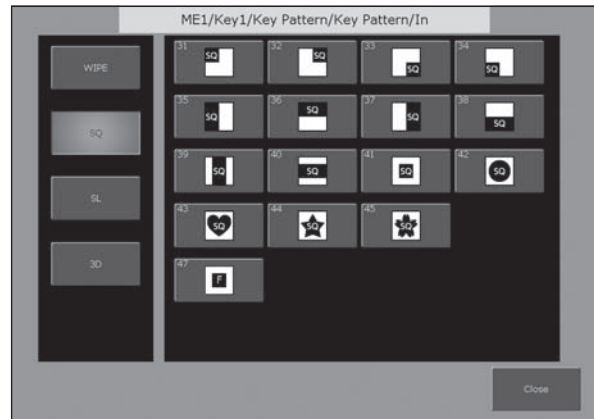 ME1/Key1/Key Pattern/Key Pattern/In
WIPE
SQ
SL
3D
31 SQ 32 SQ 33 SQ 34 SQ
35 SQ 36 SQ 37 SQ 38 SQ
39 SQ 40 SQ 41 SQ 42 SQ
43 SQ 44 SQ 45 SQ
47 F
Close